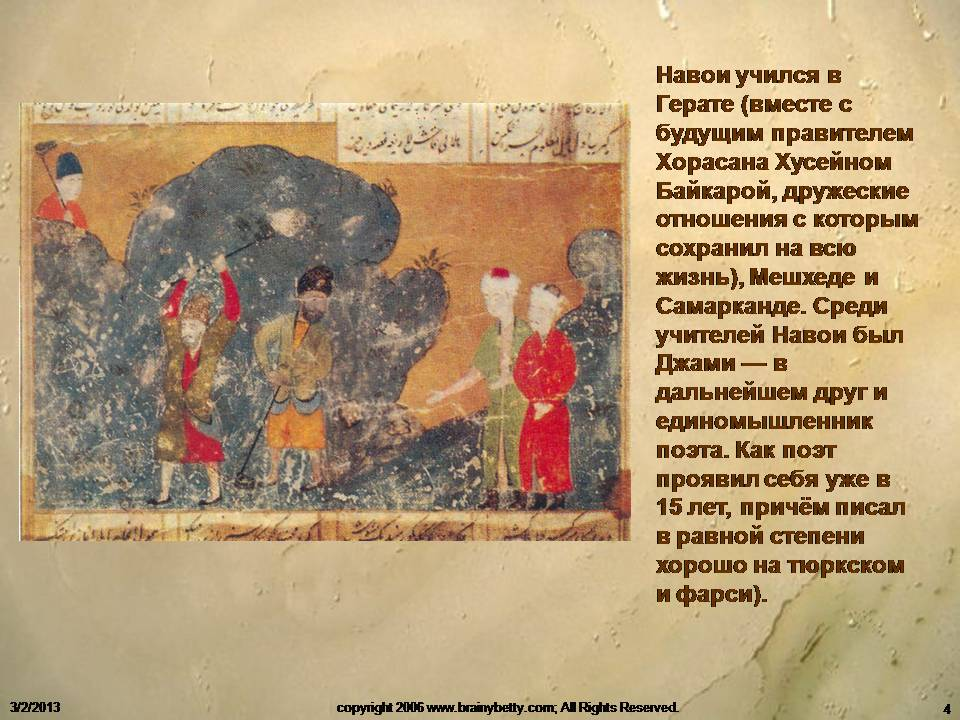 Навои учился в
Герате (вместе с
будущим правителем
Хорасана Хусейном
Байкарой, дружеские
отношения с которым
сохранил на всю
жизнь), Мешхеде и
Самарканде. Среди
учителей Навои был
Джами — в
дальнейшем друг и
единомышленник
поэта. Как поэт
проявил себя уже в
15 лет, причём писал
в равной степени
хорошо на тюркском
и фарси).
3/2/2013
copyright 2006 www.brainybetty.com; All Rights Reserved.
4